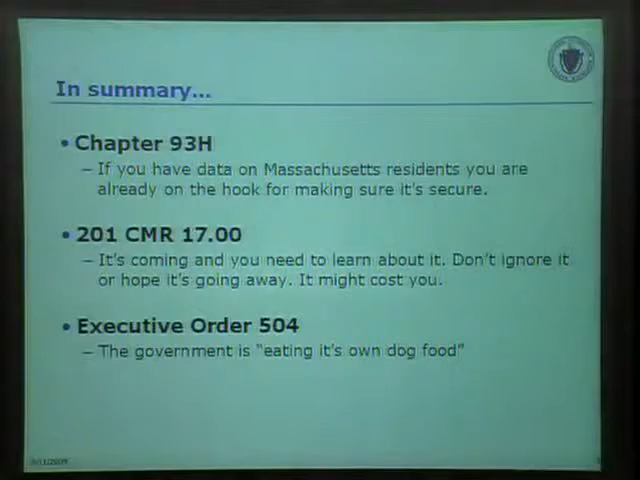 In summary...
• Chapter 93H
– If you have data on Massachusetts residents you are
already on the hook for making sure it's secure.
• 201 CMR 17.00
– It's coming and you need to learn about it. Don't ignore it
or hope it's going away. It might cost you.
• Executive Order 504
– The government is "eating it's own dog food"